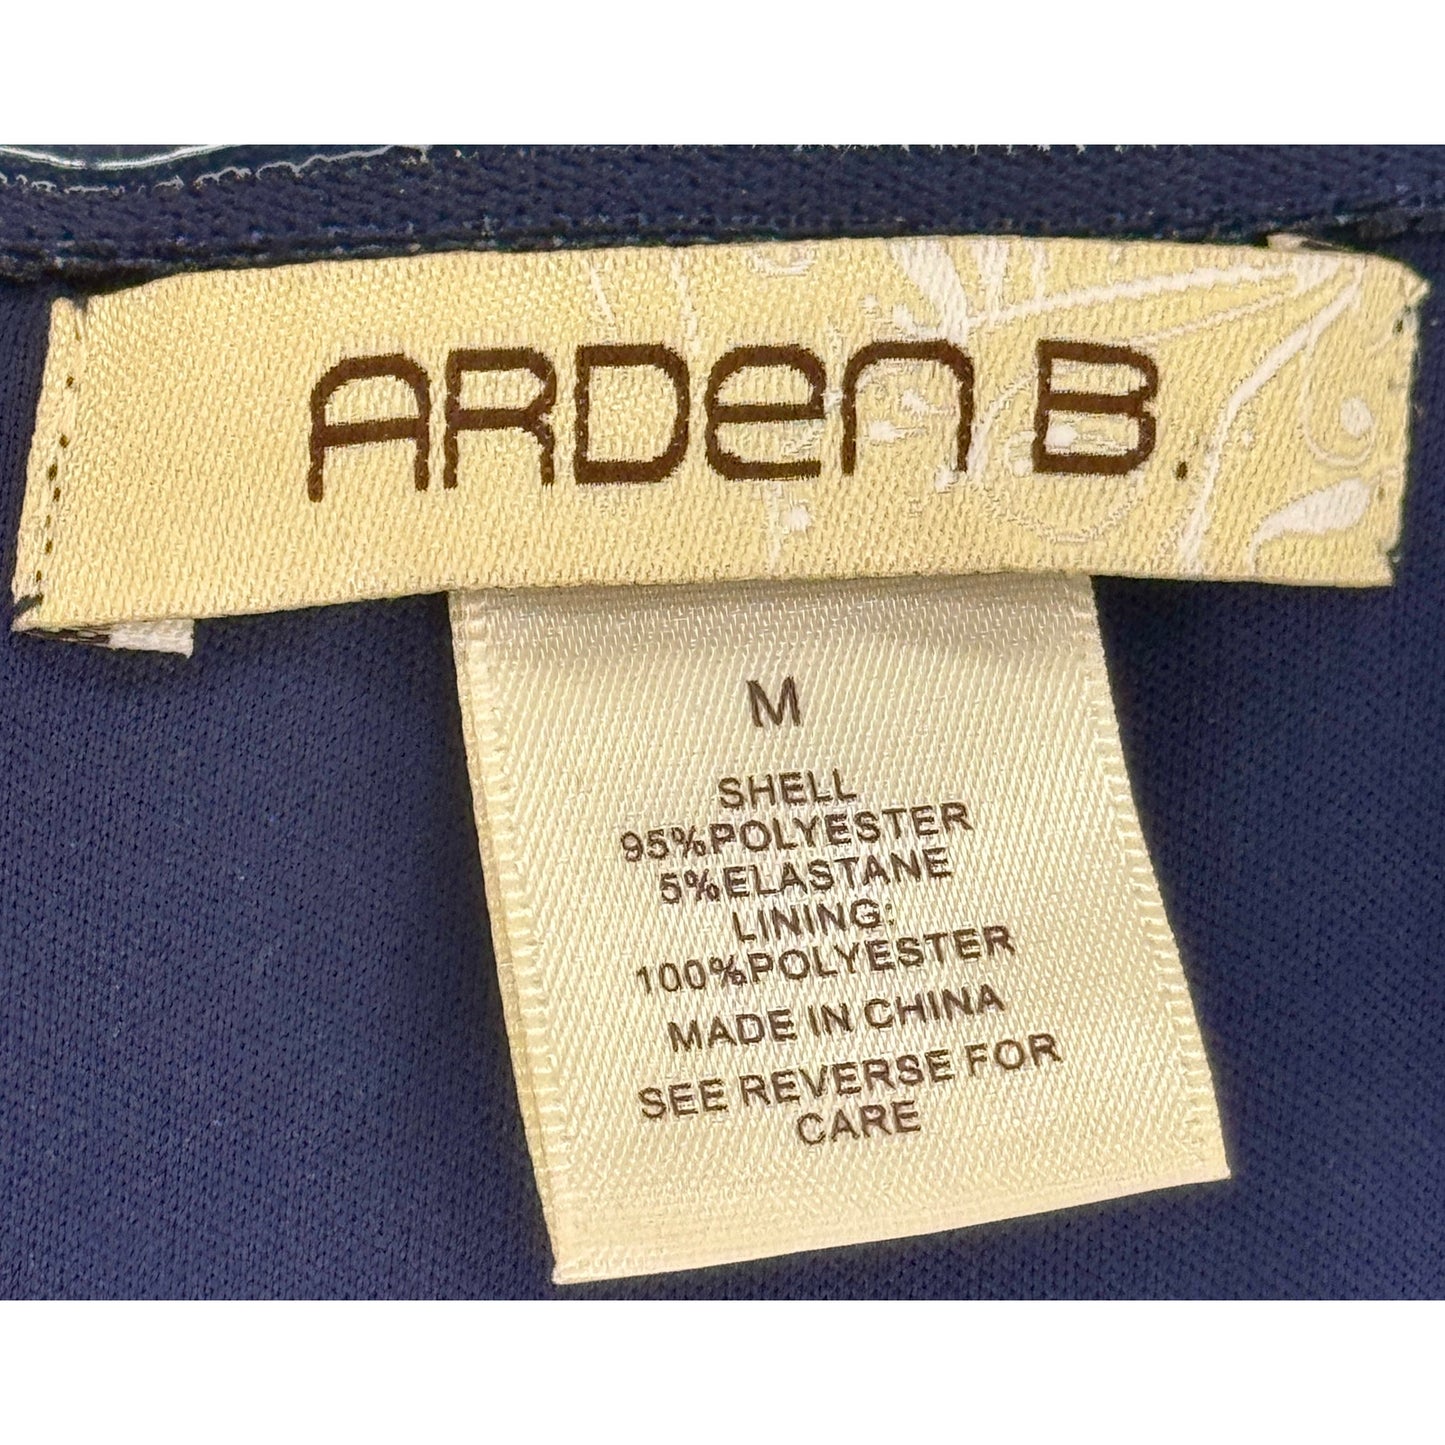 ARDEN B.
M
SHELL
95%POLYESTER
5%ELASTANE
LINING:
100%POLYESTER
MADE IN CHINA
SEE REVERSE FOR
CARE